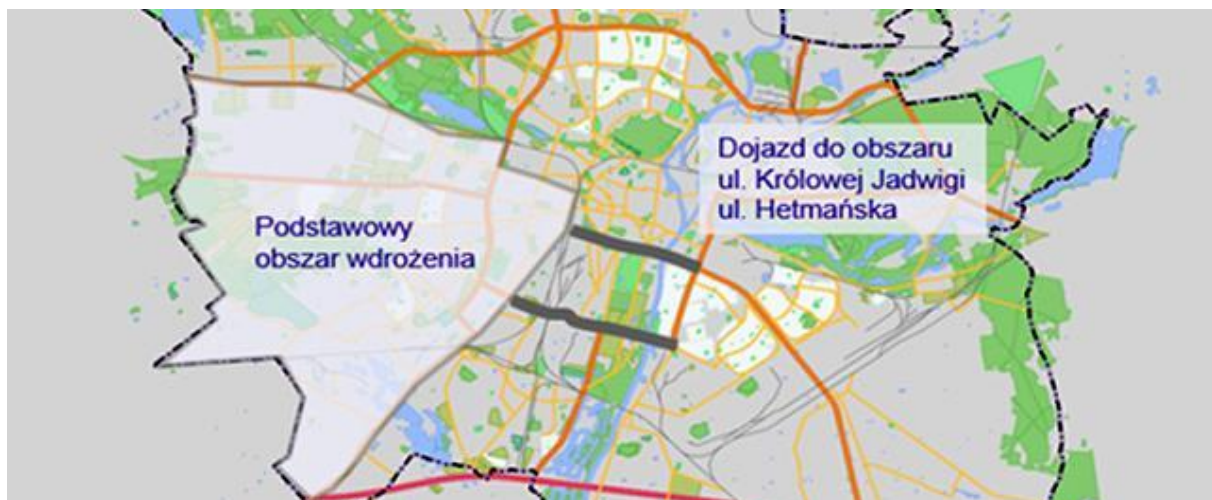 Dojazd do obszaru
ul. Królowej Jadwigi
ul. Hetmańska
Podstawowy
obszar wdrożenia